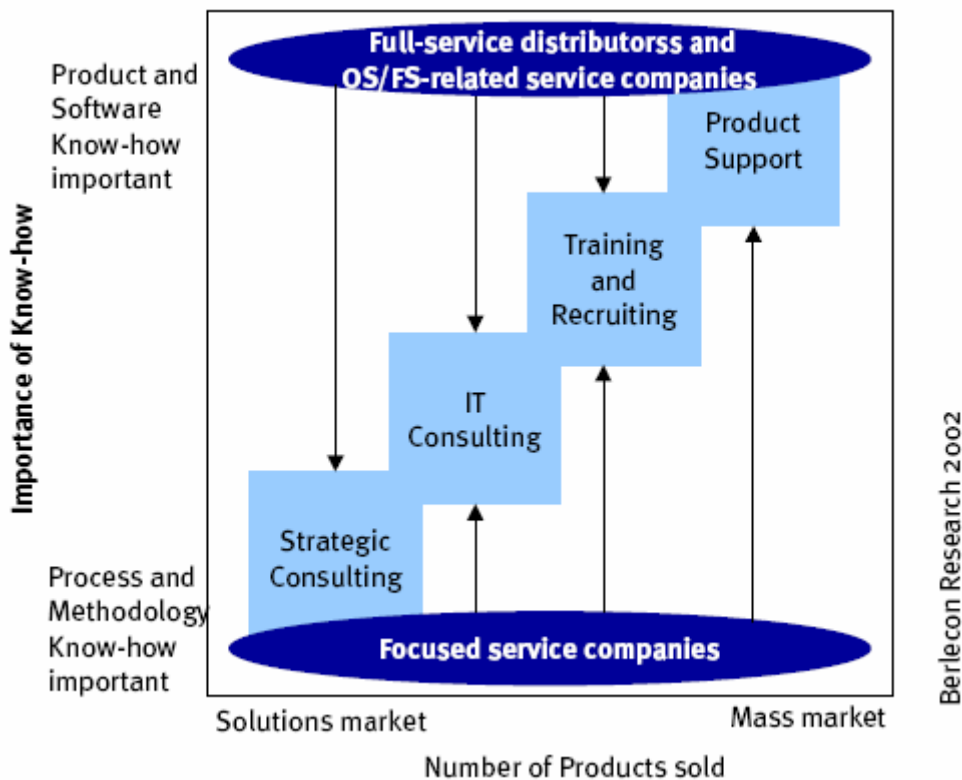 Full-service distributorss and
OS/FS-related service companies
Product and
Software
Know-how
important
Product
Support
Training
and
Recruiting
IT
Consulting
Strategic
Consulting
Importance of Know-how
Process and
Methodology
Know-how
important
Focused service companies
Solutions market
Mass market
Number of Products sold
Berlecon Research 2002